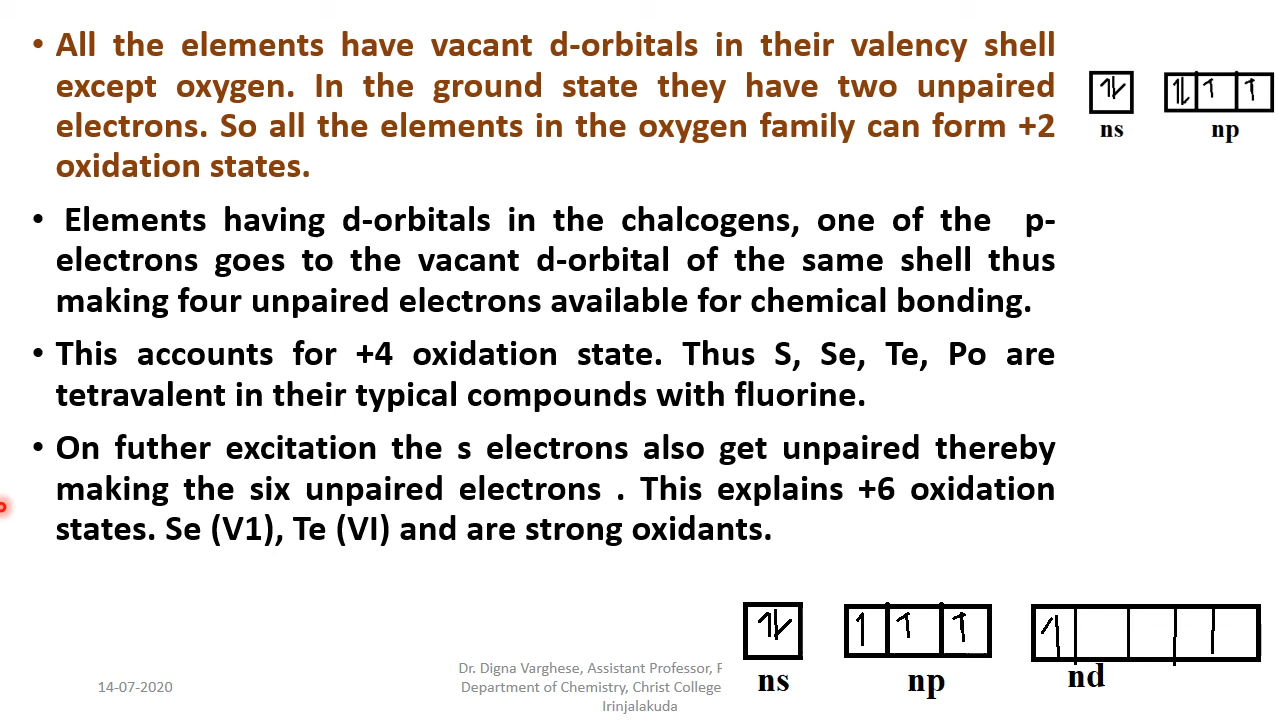 • All the elements have vacant d-orbitals in their valency shell
except oxygen. In the ground state they have two unpaired
electrons. So all the elements in the oxygen family can form +2
oxidation states.
ns
np
• Elements having d-orbitals in the chalcogens, one of the p-
electrons goes to the vacant d-orbital of the same shell thus
making four unpaired electrons available for chemical bonding.
• This accounts for +4 oxidation state. Thus S, Se, Te, Po are
tetravalent in their typical compounds with fluorine.
• On futher excitation the s electrons also get unpaired thereby
making the six unpaired electrons . This explains +6 oxidation
states. Se (V1), Te (VI) and are strong oxidants.
ns
np
nd
14-07-2020
Dr. Digna Varghese, Assistant Professor,
Department of Chemistry, Christ College
Irinjalakuda